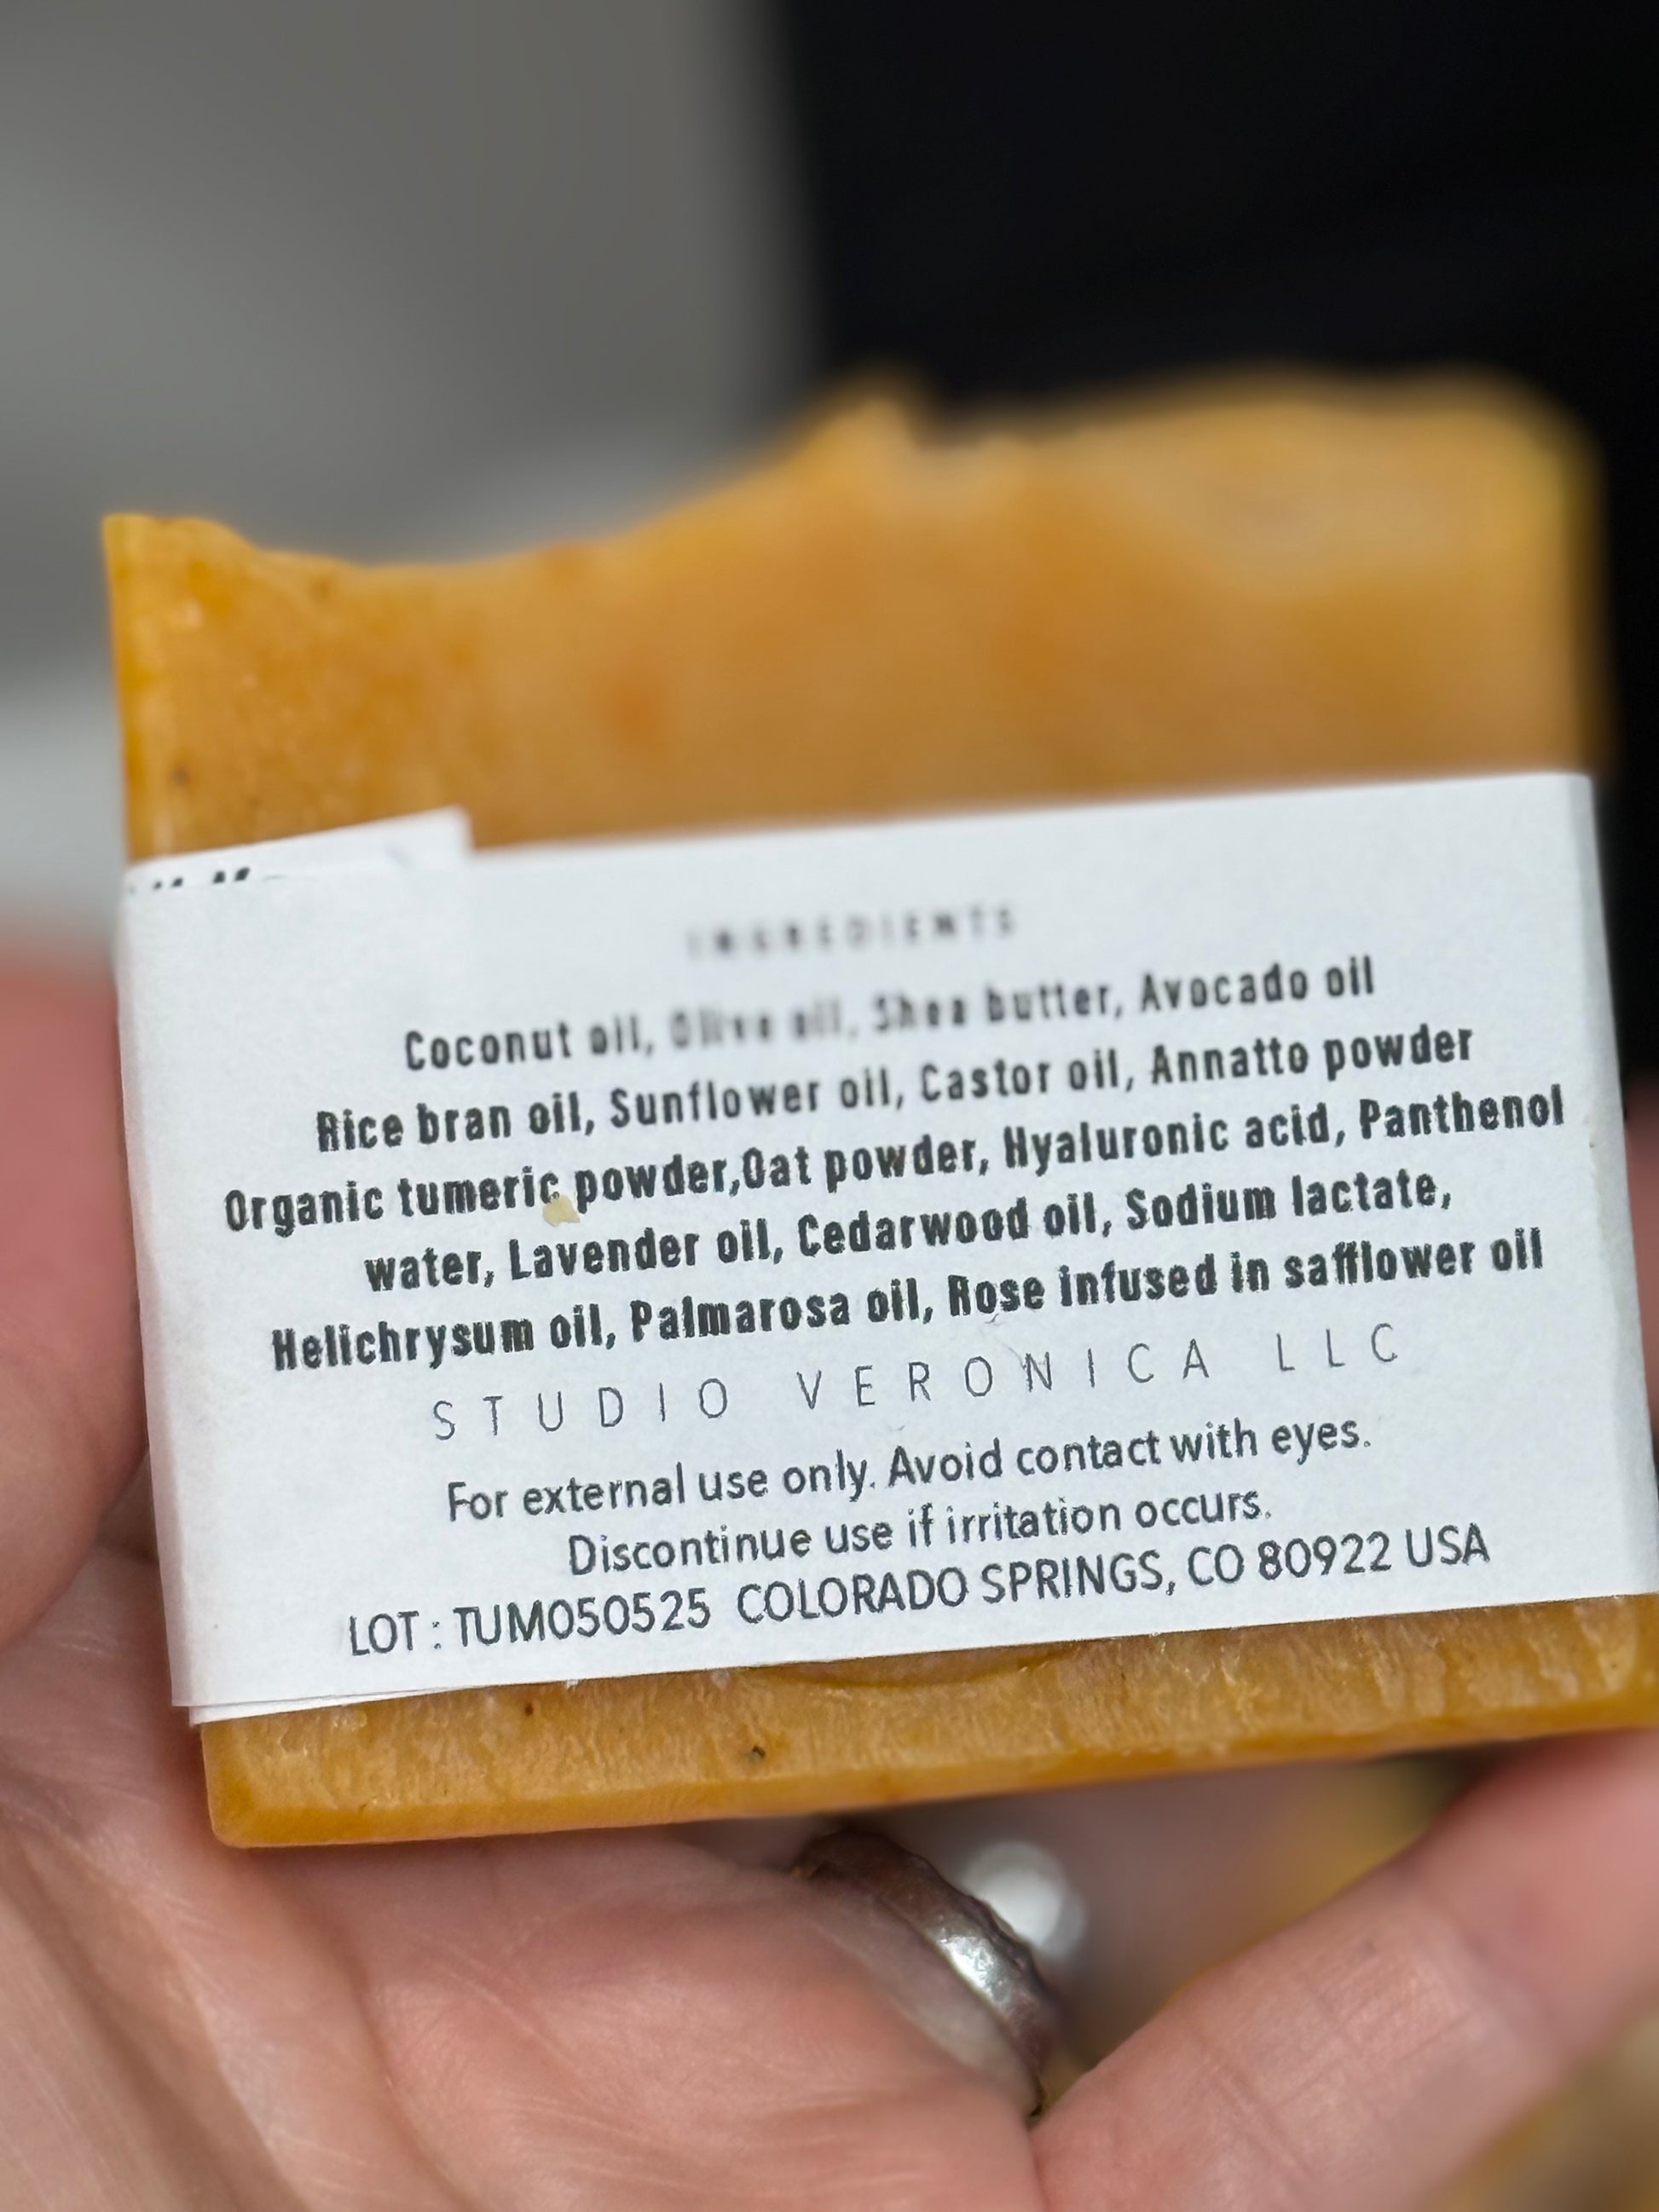 INGREDIENTS
Coconut oil, Olive oil, Shea butter, Avocado oil
Rice bran oil, Sunflower oil, Castor oil, Annatto powder
Organic tumeric powder,Oat powder, Hyaluronic acid, Panthenol
water, Lavender oil, Cedarwood oil, Sodium lactate,
Helichrysum oil, Palmarosa oil, Rose infused in safflower oil
STUDIO VERONICA LLC
For external use only. Avoid contact with eyes.
Discontinue use if irritation occurs.
LOT : TUM050525 COLORADO SPRINGS, CO 80922 USA